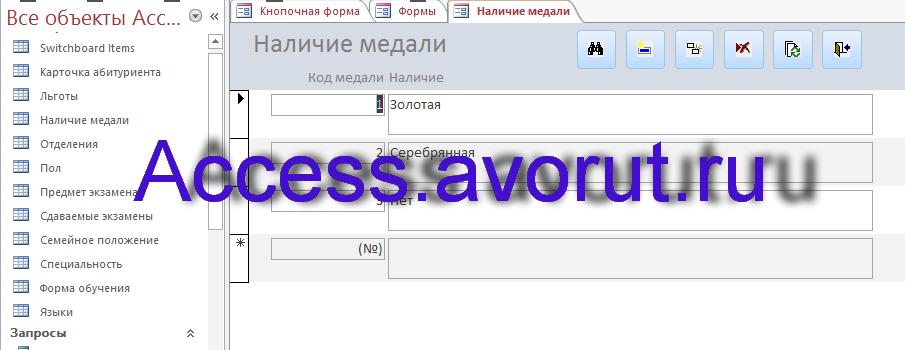 Все объекты Acc...
Switchboard Items
Карточка абитуриента
Льготы
Наличие медали
Отделения
Пол
Предмет экзамена
Сдаваемые экзамены
Семейное положение
Специальность
Форма обучения
Языки
Запросы
Кнопочная форма
Формы
Наличие медали
Наличие медали
Код медали Наличие
1 Золотая
2 Серебрянная
3 Нет
(№)
Access.avorut.ru